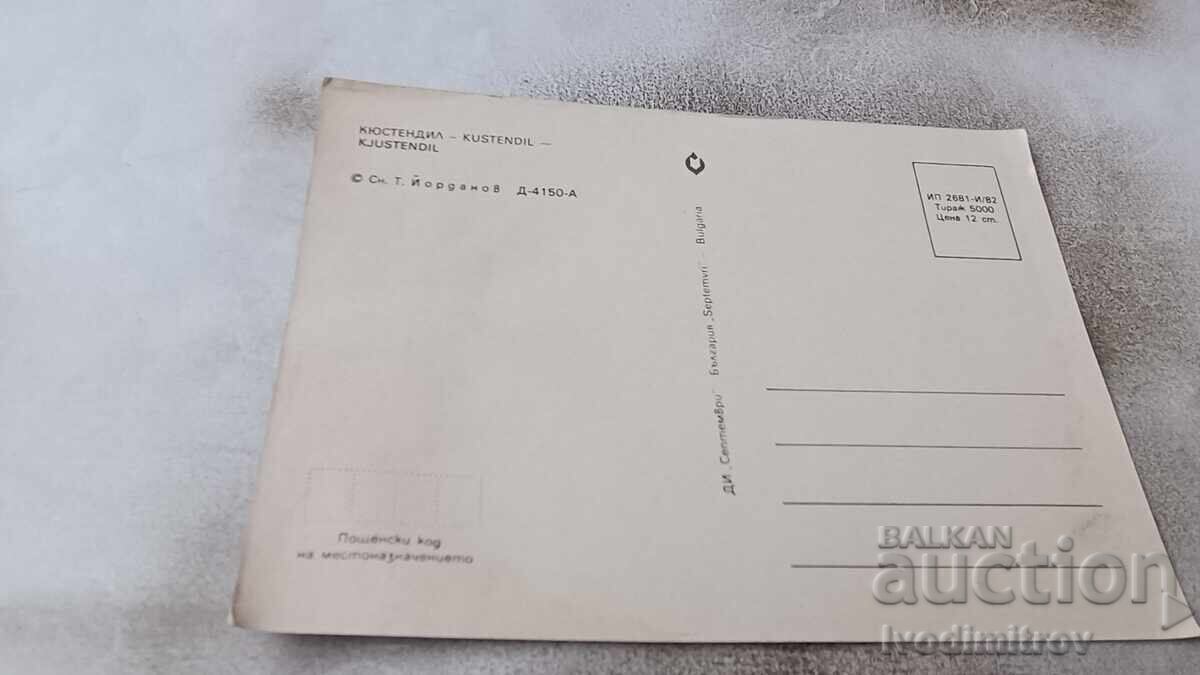 КЮСТЕНДИЛ – KUSTENDIL –
KJUSTENDIL
© Сн. Т. Йорданов Д-4150-А
ДИ „Септември" България „Septemvri" – Bulgaria
ИП 2681-И/82
Тираж 5000
Цена 12 ст.
Пощенски код
на местоназначението
BALKAN
auction
Ivodimitrov